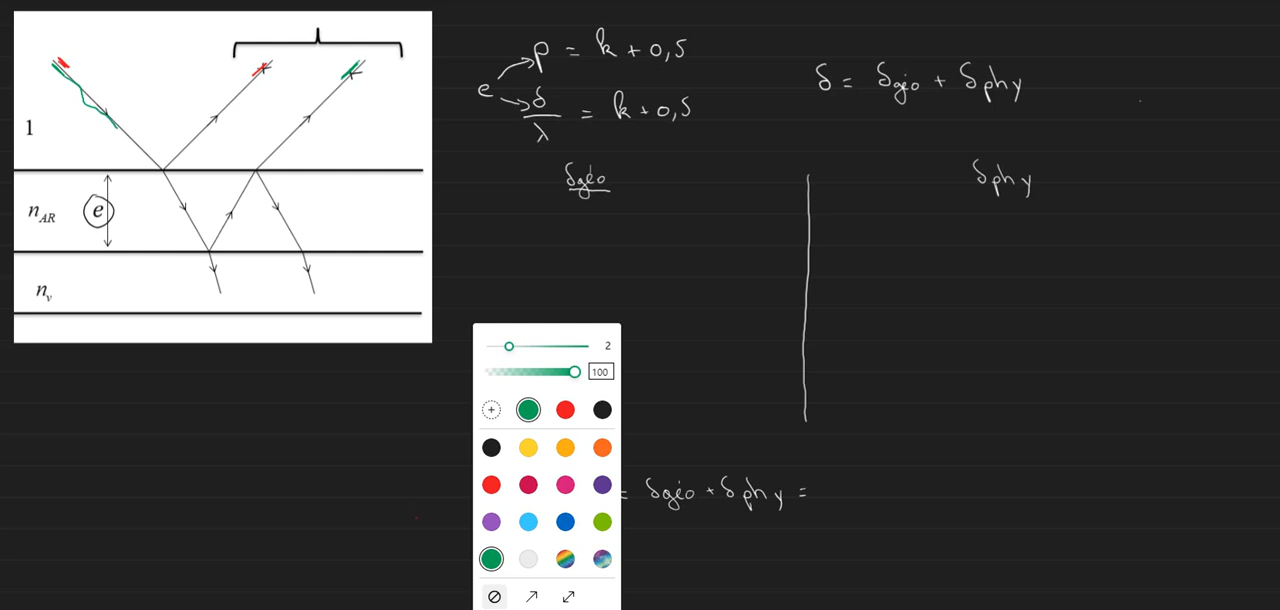 1
n_AR
e
n_v
p = k + 0,5
e
δ/λ = k + 0,5
δ = δgéo + δphy
δgéo
δphy
2
100
= δgéo + δphy =